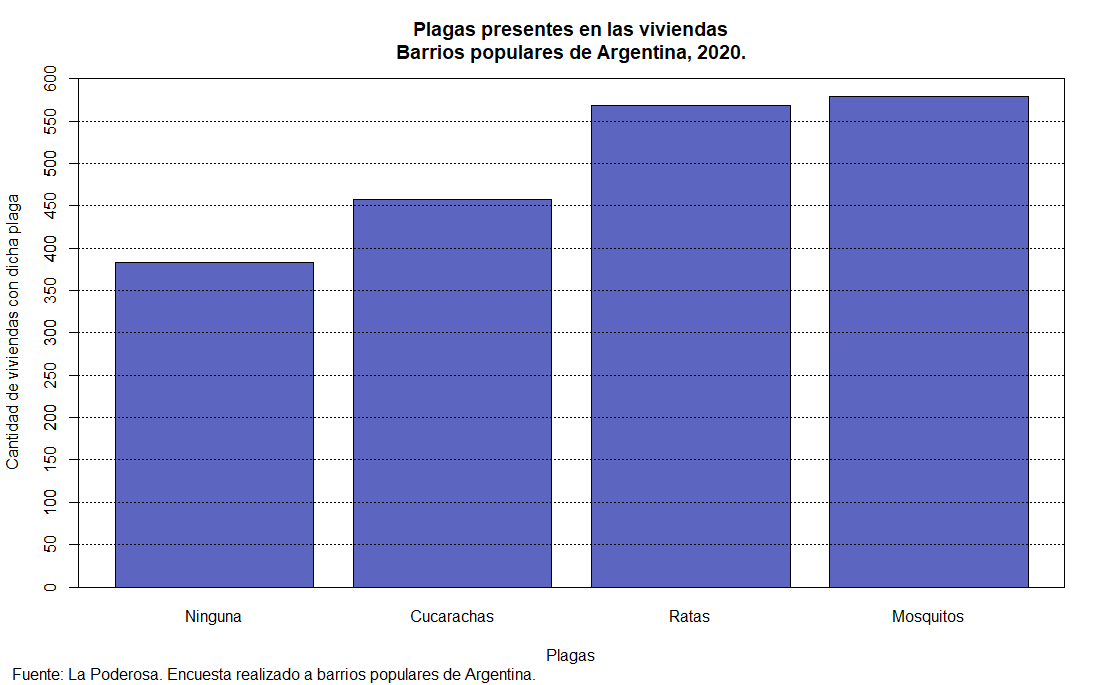 Plagas presentes en las viviendas
Barrios populares de Argentina, 2020.
Cantidad de viviendas con dicha plaga
600
550
500
450
400
350
300
250
200
150
100
50
0
Ninguna
Cucarachas
Ratas
Mosquitos
Plagas
Fuente: La Poderosa. Encuesta realizado a barrios populares de Argentina.